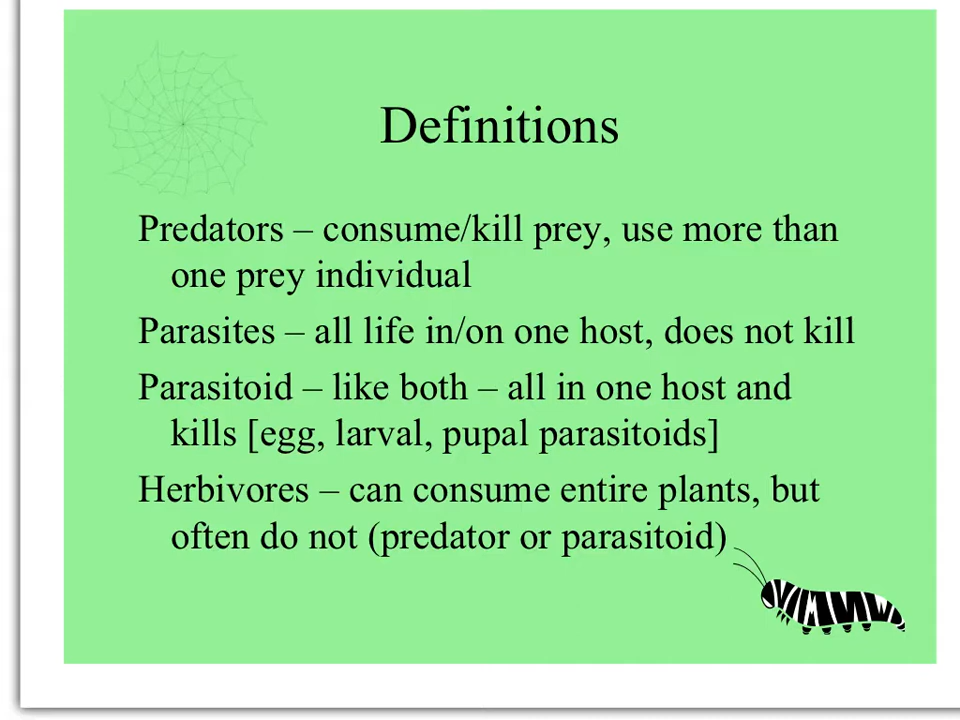 Definitions
Predators – consume/kill prey, use more than
one prey individual
Parasites – all life in/on one host, does not kill
Parasitoid – like both – all in one host and
kills [egg, larval, pupal parasitoids]
Herbivores – can consume entire plants, but
often do not (predator or parasitoid)